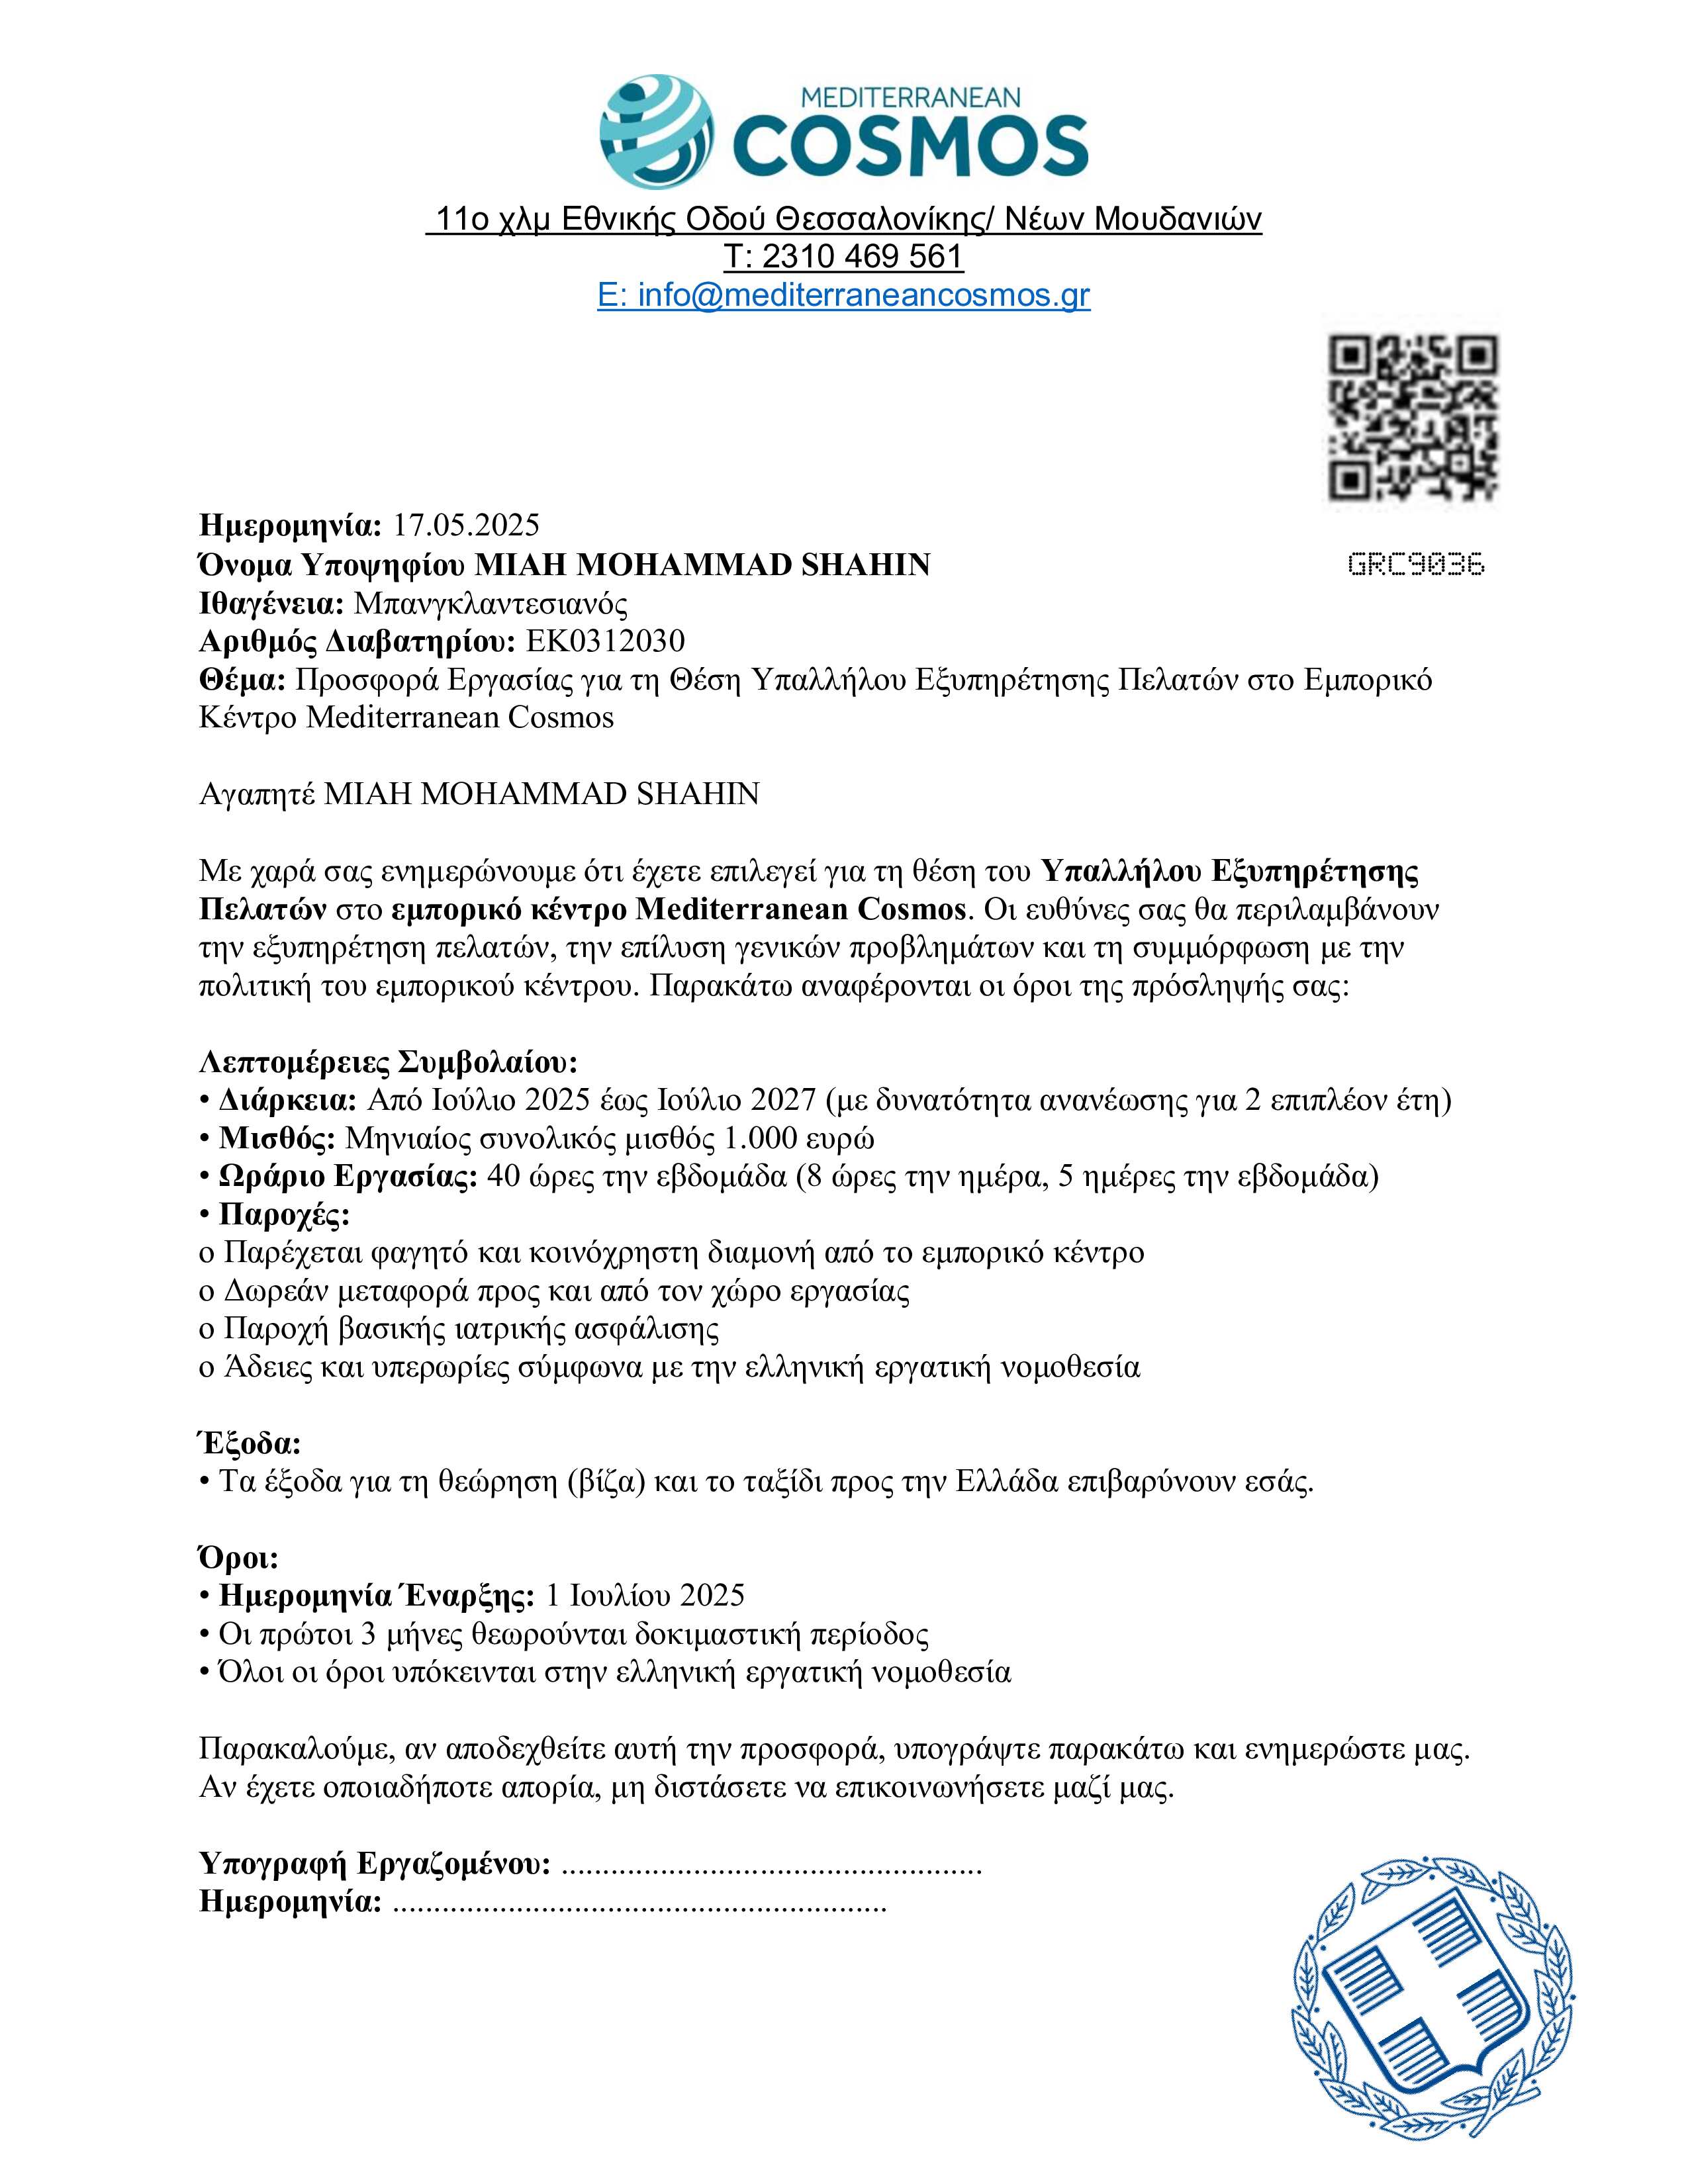 MEDITERRANEAN
COSMOS
11ο χλμ Εθνικής Οδού Θεσσαλονίκης/ Νέων Μουδανιών
Τ: 2310 469 561
E: info@mediterraneancosmos.gr
Ημερομηνία: 17.05.2025
Όνομα Υποψηφίου MIAH MOHAMMAD SHAHIN
GRC9036
Ιθαγένεια: Μπανγκλαντεσιανός
Αριθμός Διαβατηρίου: EK0312030
Θέμα: Προσφορά Εργασίας για τη Θέση Υπαλλήλου Εξυπηρέτησης Πελατών στο Εμπορικό
Κέντρο Mediterranean Cosmos
Αγαπητέ MIAH MOHAMMAD SHAHIN
Με χαρά σας ενημερώνουμε ότι έχετε επιλεγεί για τη θέση του Υπαλλήλου Εξυπηρέτησης
Πελατών στο εμπορικό κέντρο Mediterranean Cosmos. Οι ευθύνες σας θα περιλαμβάνουν
την εξυπηρέτηση πελατών, την επίλυση γενικών προβλημάτων και τη συμμόρφωση με την
πολιτική του εμπορικού κέντρου. Παρακάτω αναφέρονται οι όροι της πρόσληψής σας:
Λεπτομέρειες Συμβολαίου:
• Διάρκεια: Από Ιούλιο 2025 έως Ιούλιο 2027 (με δυνατότητα ανανέωσης για 2 επιπλέον έτη)
• Μισθός: Μηνιαίος συνολικός μισθός 1.000 ευρώ
• Ωράριο Εργασίας: 40 ώρες την εβδομάδα (8 ώρες την ημέρα, 5 ημέρες την εβδομάδα)
• Παροχές:
o Παρέχεται φαγητό και κοινόχρηστη διαμονή από το εμπορικό κέντρο
o Δωρεάν μεταφορά προς και από τον χώρο εργασίας
o Παροχή βασικής ιατρικής ασφάλισης
o Άδειες και υπερωρίες σύμφωνα με την ελληνική εργατική νομοθεσία
Έξοδα:
• Τα έξοδα για τη θεώρηση (βίζα) και το ταξίδι προς την Ελλάδα επιβαρύνουν εσάς.
Όροι:
• Ημερομηνία Έναρξης: 1 Ιουλίου 2025
• Οι πρώτοι 3 μήνες θεωρούνται δοκιμαστική περίοδος
• Όλοι οι όροι υπόκεινται στην ελληνική εργατική νομοθεσία
Παρακαλούμε, αν αποδεχθείτε αυτή την προσφορά, υπογράψτε παρακάτω και ενημερώστε μας.
Αν έχετε οποιαδήποτε απορία, μη διστάσετε να επικοινωνήσετε μαζί μας.
Υπογραφή Εργαζομένου: ...................................................
Ημερομηνία: ............................................................